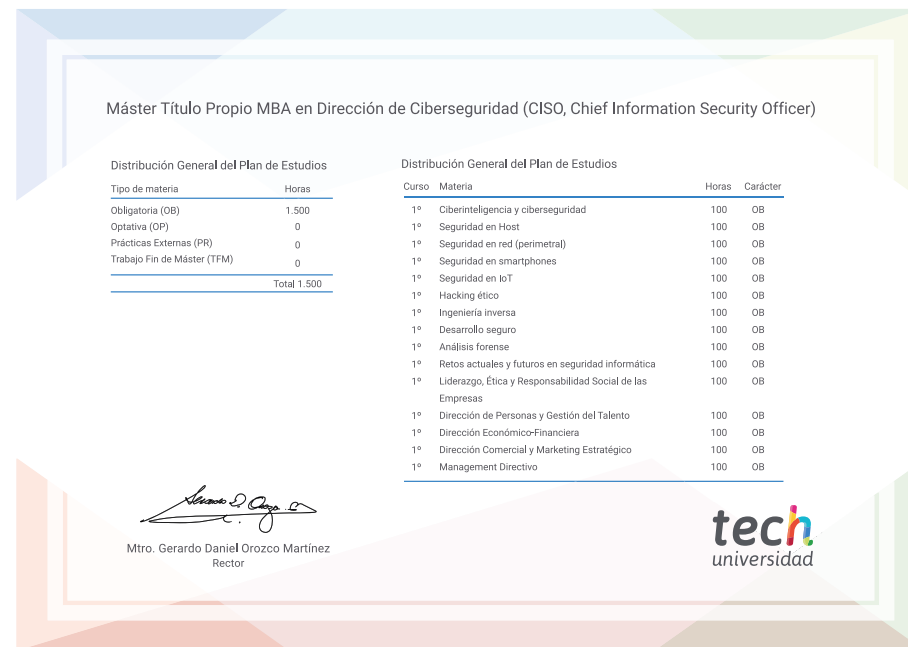 Máster Título Propio MBA en Dirección de Ciberseguridad (CISO, Chief Information Security Officer)
Distribución General del Plan de Estudios
Tipo de materia Horas
Obligatoria (OB) 1.500
Optativa (OP) 0
Prácticas Externas (PR) 0
Trabajo Fin de Máster (TFM) 0
Total 1.500
Distribución General del Plan de Estudios
Curso Materia Horas Carácter
1º Ciberinteligencia y ciberseguridad 100 OB
1º Seguridad en Host 100 OB
1º Seguridad en red (perimetral) 100 OB
1º Seguridad en smartphones 100 OB
1º Seguridad en IoT 100 OB
1º Hacking ético 100 OB
1º Ingeniería inversa 100 OB
1º Desarrollo seguro 100 OB
1º Análisis forense 100 OB
1º Retos actuales y futuros en seguridad informática 100 OB
1º Liderazgo, Ética y Responsabilidad Social de las 100 OB
Empresas
1º Dirección de Personas y Gestión del Talento 100 OB
1º Dirección Económico-Financiera 100 OB
1º Dirección Comercial y Marketing Estratégico 100 OB
1º Management Directivo 100 OB
Mtro. Gerardo Daniel Orozco Martínez
Rector
tech
universidad